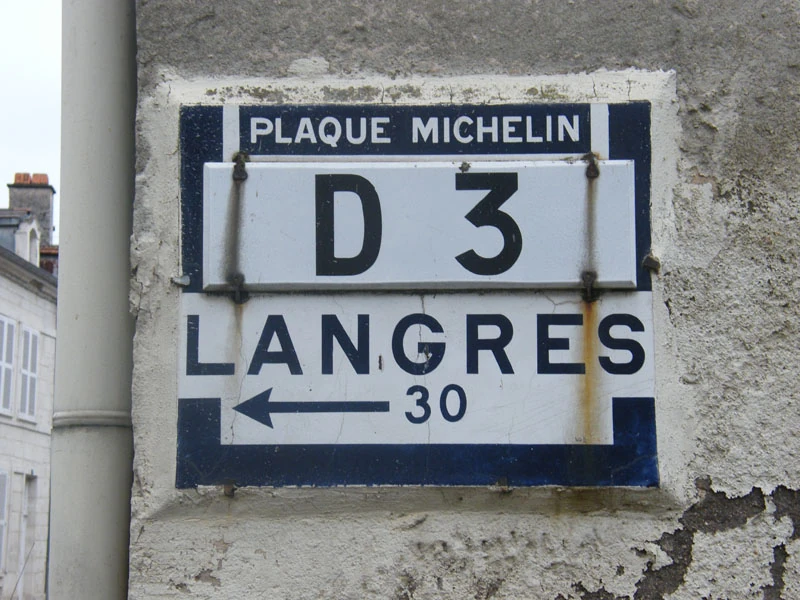 PLAQUE MICHELIN
D 3
LANGRES
30